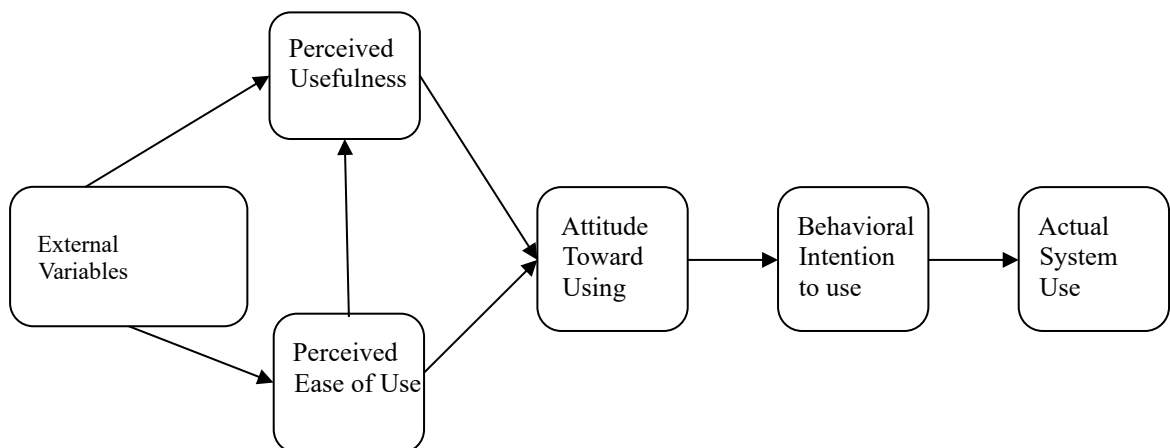 Perceived
Usefulness
External
Variables
Perceived
Ease of Use
Attitude
Toward
Using
Behavioral
Intention
to use
Actual
System
Use